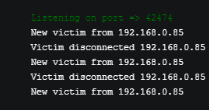 Listening on port => 42474
New victim from 192.168.0.85
Victim disconnected 192.168.0.85
New victim from 192.168.0.85
Victim disconnected 192.168.0.85
New victim from 192.168.0.85